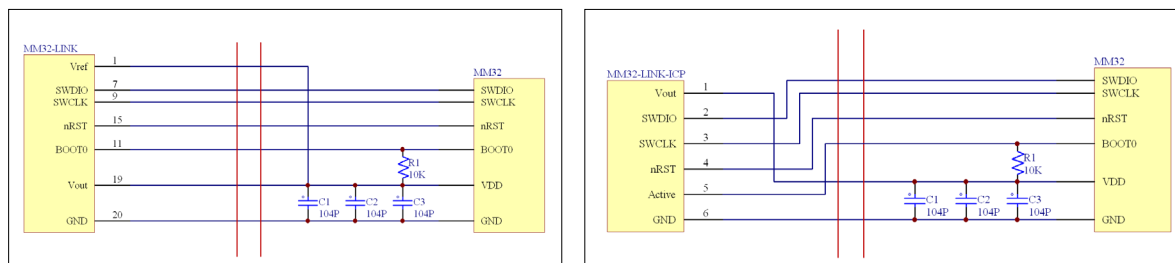 MM32-LINK
Vref 1
SWDIO 7
SWCLK 9
nRST 15
BOOT0 11
Vout 19
GND 20
MM32
SWDIO
SWCLK
nRST
BOOT0
VDD
GND
R1
10K
C1
104P
C2
104P
C3
104P
MM32-LINK-ICP
Vout 1
SWDIO 2
SWCLK 3
nRST 4
Active 5
GND 6
MM32
SWDIO
SWCLK
nRST
BOOT0
VDD
GND
R1
10K
C1
104P
C2
104P
C3
104P